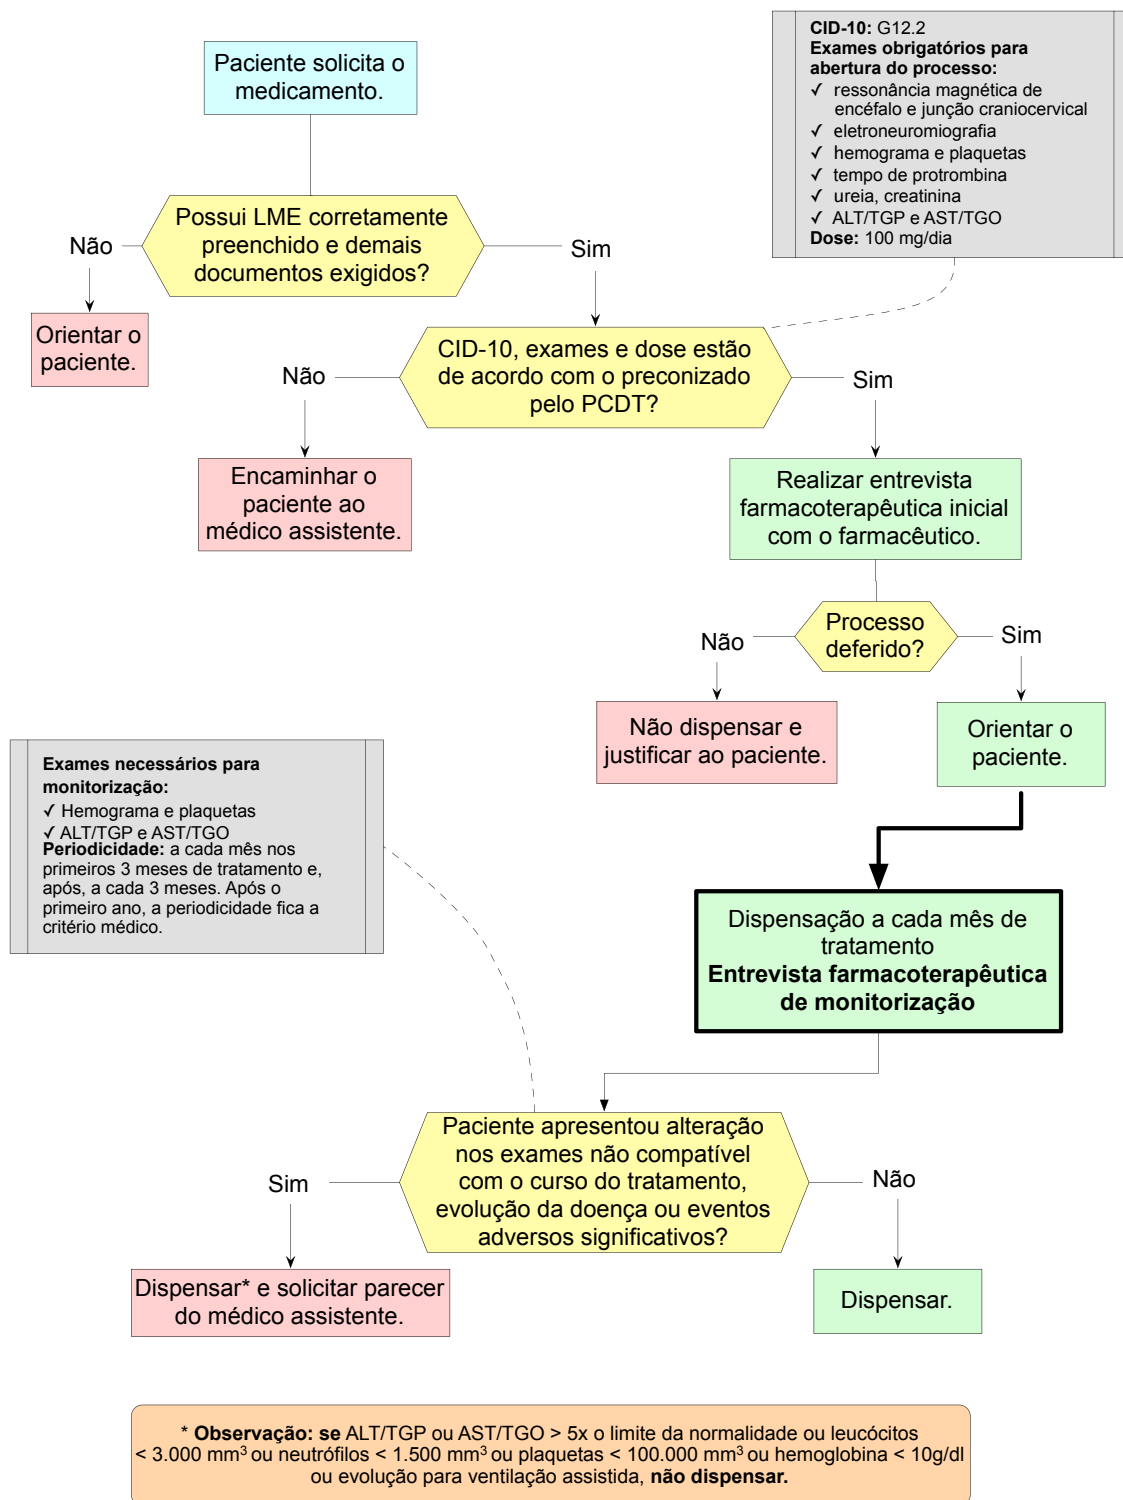 Paciente solicita o
medicamento.
CID-10: G12.2
Exames obrigatórios para
abertura do processo:
✓ ressonância magnética de
encéfalo e junção craniocervical
✓ eletroneuromiografia
✓ hemograma e plaquetas
✓ tempo de protrombina
✓ ureia, creatinina
✓ ALT/TGP e AST/TGO
Dose: 100 mg/dia
Possui LME corretamente
preenchido e demais
documentos exigidos?
Não
Sim
Orientar o
paciente.
CID-10, exames e dose estão
de acordo com o preconizado
pelo PCDT?
Não
Sim
Encaminhar o
paciente ao
médico assistente.
Realizar entrevista
farmacoterapêutica inicial
com o farmacêutico.
Processo
deferido?
Não
Sim
Não dispensar e
justificar ao paciente.
Orientar o
paciente.
Exames necessários para
monitorização:
✓ Hemograma e plaquetas
✓ ALT/TGP e AST/TGO
Periodicidade: a cada mês nos
primeiros 3 meses de tratamento e,
após, a cada 3 meses. Após o
primeiro ano, a periodicidade fica a
critério médico.
Dispensação a cada mês de
tratamento
Entrevista farmacoterapêutica
de monitorização
Paciente apresentou alteração
nos exames não compatível
com o curso do tratamento,
evolução da doença ou eventos
adversos significativos?
Sim
Não
Dispensar* e solicitar parecer
do médico assistente.
Dispensar.
* Observação: se ALT/TGP ou AST/TGO > 5x o limite da normalidade ou leucócitos
< 3.000 mm³ ou neutrófilos < 1.500 mm³ ou plaquetas < 100.000 mm³ ou hemoglobina < 10g/dl
ou evolução para ventilação assistida, não dispensar.